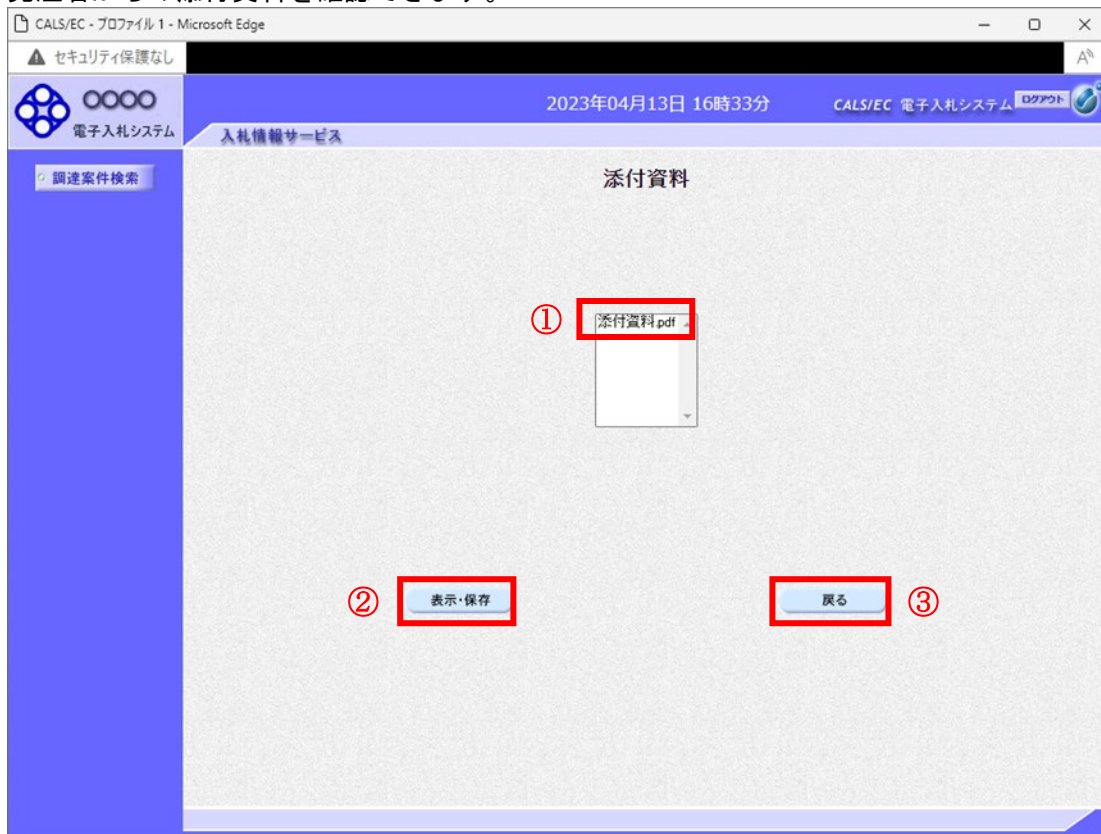 CALS/EC - プロファイル 1 - Microsoft Edge
セキュリティ保護なし
OOOO
電子入札システム
2023年04月13日 16時33分
CALS/EC 電子入札システム
ログアウト
入札情報サービス
調達案件検索
添付資料
① 添付資料.pdf
② 表示・保存
戻る ③